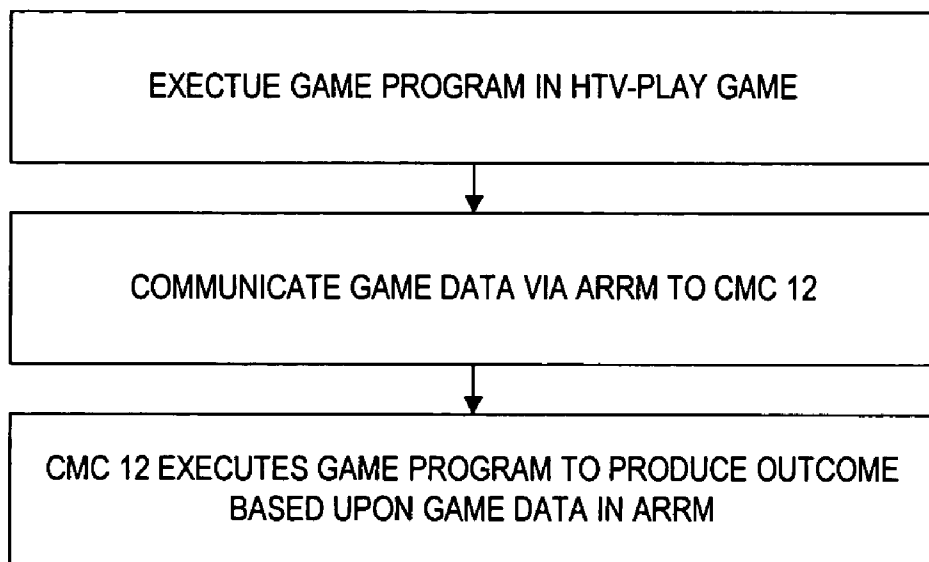 EXECTUE GAME PROGRAM IN HTV-PLAY GAME
COMMUNICATE GAME DATA VIA ARRM TO CMC 12
CMC 12 EXECUTES GAME PROGRAM TO PRODUCE OUTCOME
BASED UPON GAME DATA IN ARRM